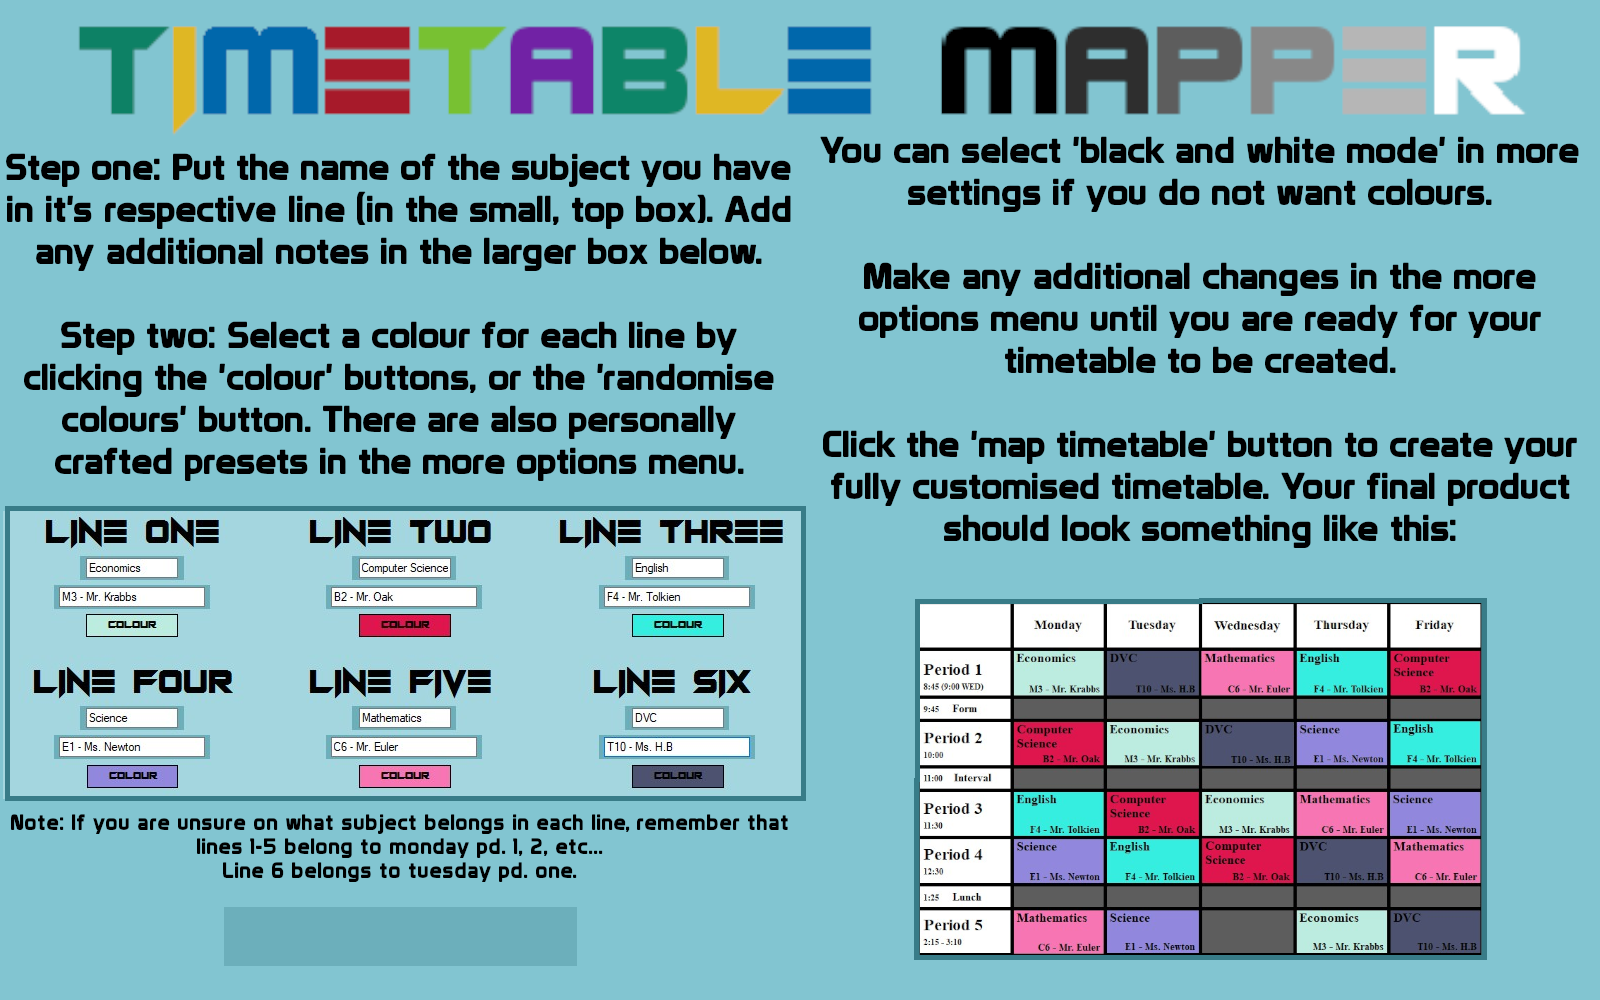 TIMETABLE MAPPER
Step one: Put the name of the subject you have
in it's respective line (in the small, top box). Add
any additional notes in the larger box below.
Step two: Select a colour for each line by
clicking the 'colour' buttons, or the 'randomise
colours' button. There are also personally
crafted presets in the more options menu.
LINE ONE LINE TWO LINE THREE
Economics Computer Science English
M3 - Mr. Krabbs B2 - Mr. Oak F4 - Mr. Tolkien
COLOUR COLOUR COLOUR
LINE FOUR LINE FIVE LINE SIX
Science Mathematics DVC
E1 - Ms. Newton C6 - Mr. Euler T10 - Ms. H.B
COLOUR COLOUR COLOUR
Note: If you are unsure on what subject belongs in each line, remember that
lines 1-5 belong to monday pd. 1, 2, etc...
Line 6 belongs to tuesday pd. one.
You can select 'black and white mode' in more
settings if you do not want colours.
Make any additional changes in the more
options menu until you are ready for your
timetable to be created.
Click the 'map timetable' button to create your
fully customised timetable. Your final product
should look something like this:
Monday Tuesday Wednesday Thursday Friday
Period 1 Economics DVC Mathematics English Computer Science
8:45 (9:00 WED) M3 - Mr. Krabbs T10 - Ms. H.B C6 - Mr. Euler F4 - Mr. Tolkien B2 - Mr. Oak
9:45 Form
Period 2 Computer Science Economics DVC Science English
10:00 B2 - Mr. Oak M3 - Mr. Krabbs T10 - Ms. H.B E1 - Ms. Newton F4 - Mr. Tolkien
11:00 Interval
Period 3 English Computer Science Economics Mathematics Science
11:30 F4 - Mr. Tolkien B2 - Mr. Oak M3 - Mr. Krabbs C6 - Mr. Euler E1 - Ms. Newton
Period 4 Science English Computer Science DVC Mathematics
12:30 E1 - Ms. Newton F4 - Mr. Tolkien B2 - Mr. Oak T10 - Ms. H.B C6 - Mr. Euler
1:25 Lunch
Period 5 Mathematics Science Economics DVC
2:15 - 3:10 C6 - Mr. Euler E1 - Ms. Newton M3 - Mr. Krabbs T10 - Ms. H.B